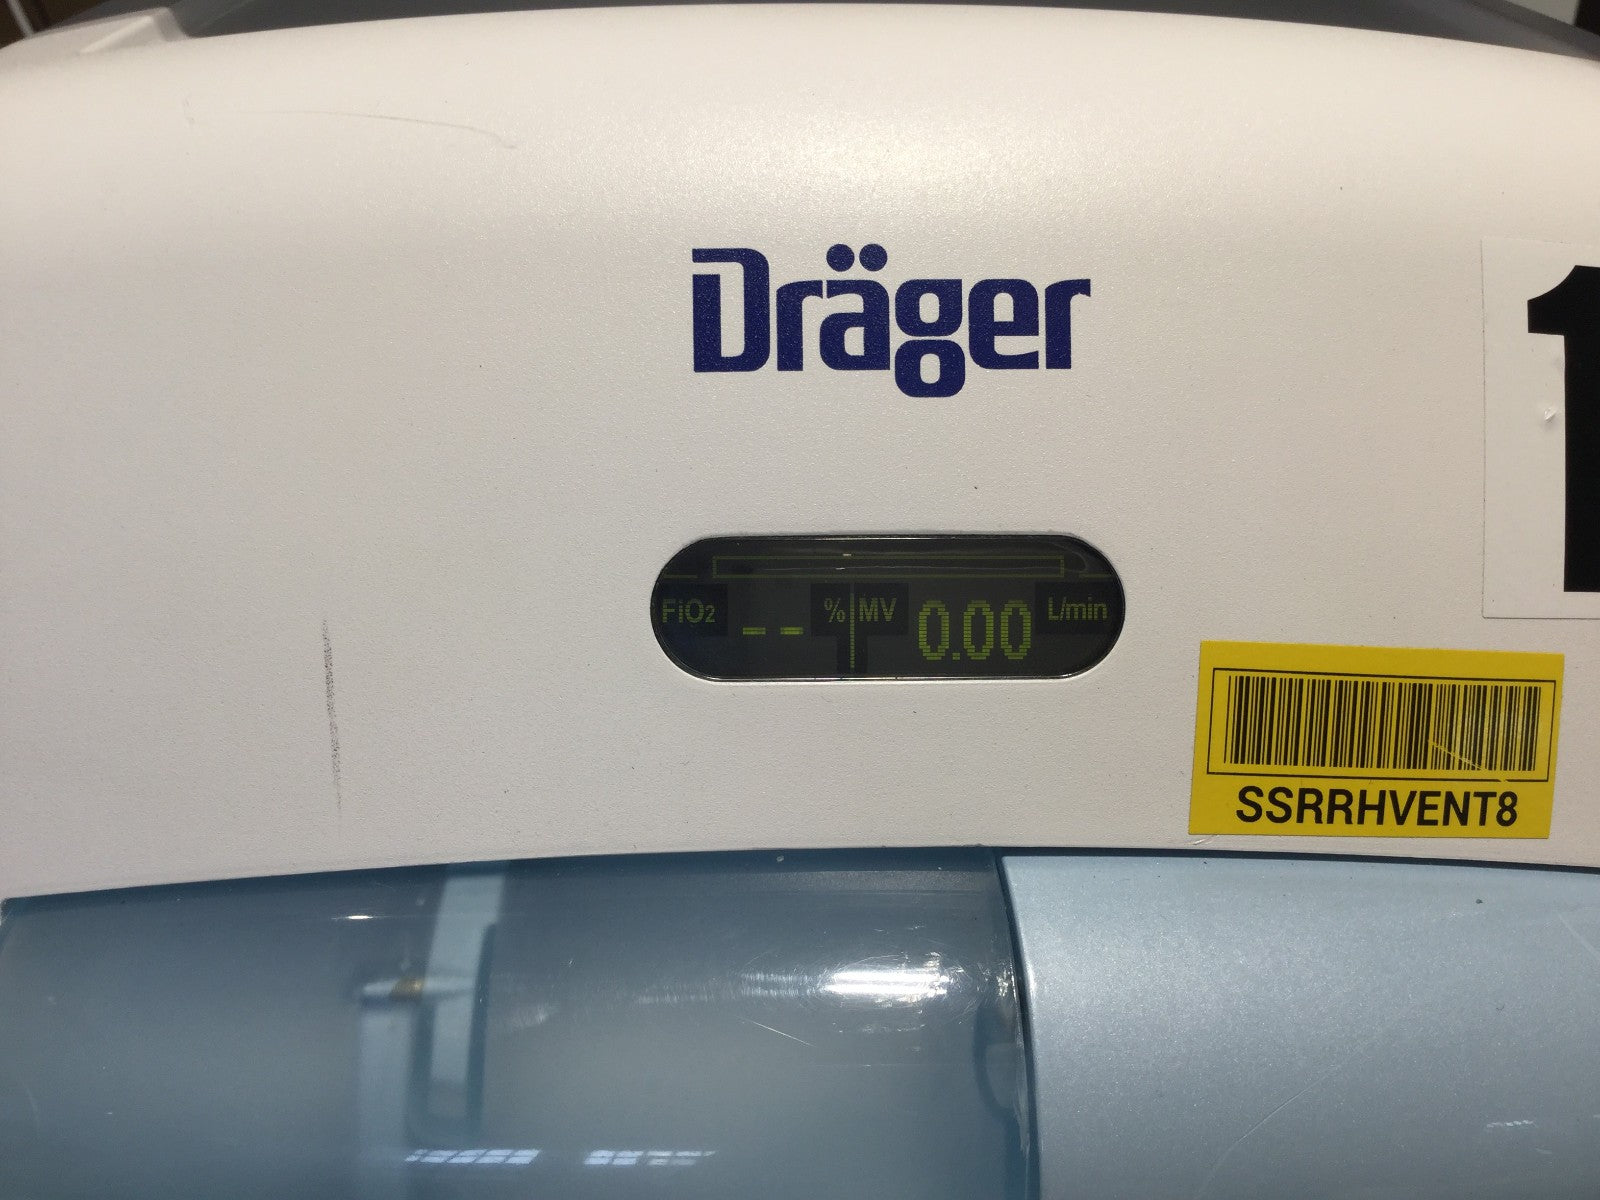 Dräger
1
FiO2 -- % MV 0.00 L/min
SSRRHVENT8